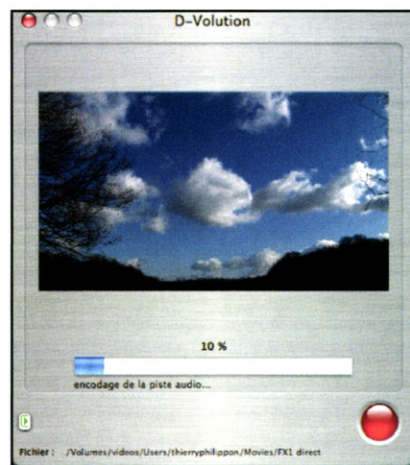 D-Volution
10 %
encodage de la piste audio...
Fichier : /Volumes/videos/Users/thierryphilippon/Movies/FX1 direct